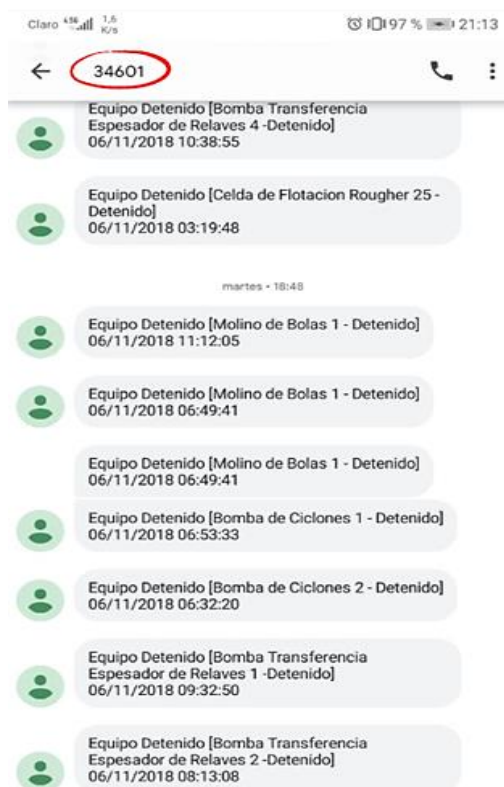 Claro 4.5G 1,6 K/s 97 % 21:13
34601
Equipo Detenido [Bomba Transferencia
Espesador de Relaves 4 -Detenido]
06/11/2018 10:38:55
Equipo Detenido [Celda de Flotacion Rougher 25 -
Detenido]
06/11/2018 03:19:48
martes • 18:48
Equipo Detenido [Molino de Bolas 1 - Detenido]
06/11/2018 11:12:05
Equipo Detenido [Molino de Bolas 1 - Detenido]
06/11/2018 06:49:41
Equipo Detenido [Molino de Bolas 1 - Detenido]
06/11/2018 06:49:41
Equipo Detenido [Bomba de Ciclones 1 - Detenido]
06/11/2018 06:53:33
Equipo Detenido [Bomba de Ciclones 2 - Detenido]
06/11/2018 06:32:20
Equipo Detenido [Bomba Transferencia
Espesador de Relaves 1 -Detenido]
06/11/2018 09:32:50
Equipo Detenido [Bomba Transferencia
Espesador de Relaves 2 -Detenido]
06/11/2018 08:13:08